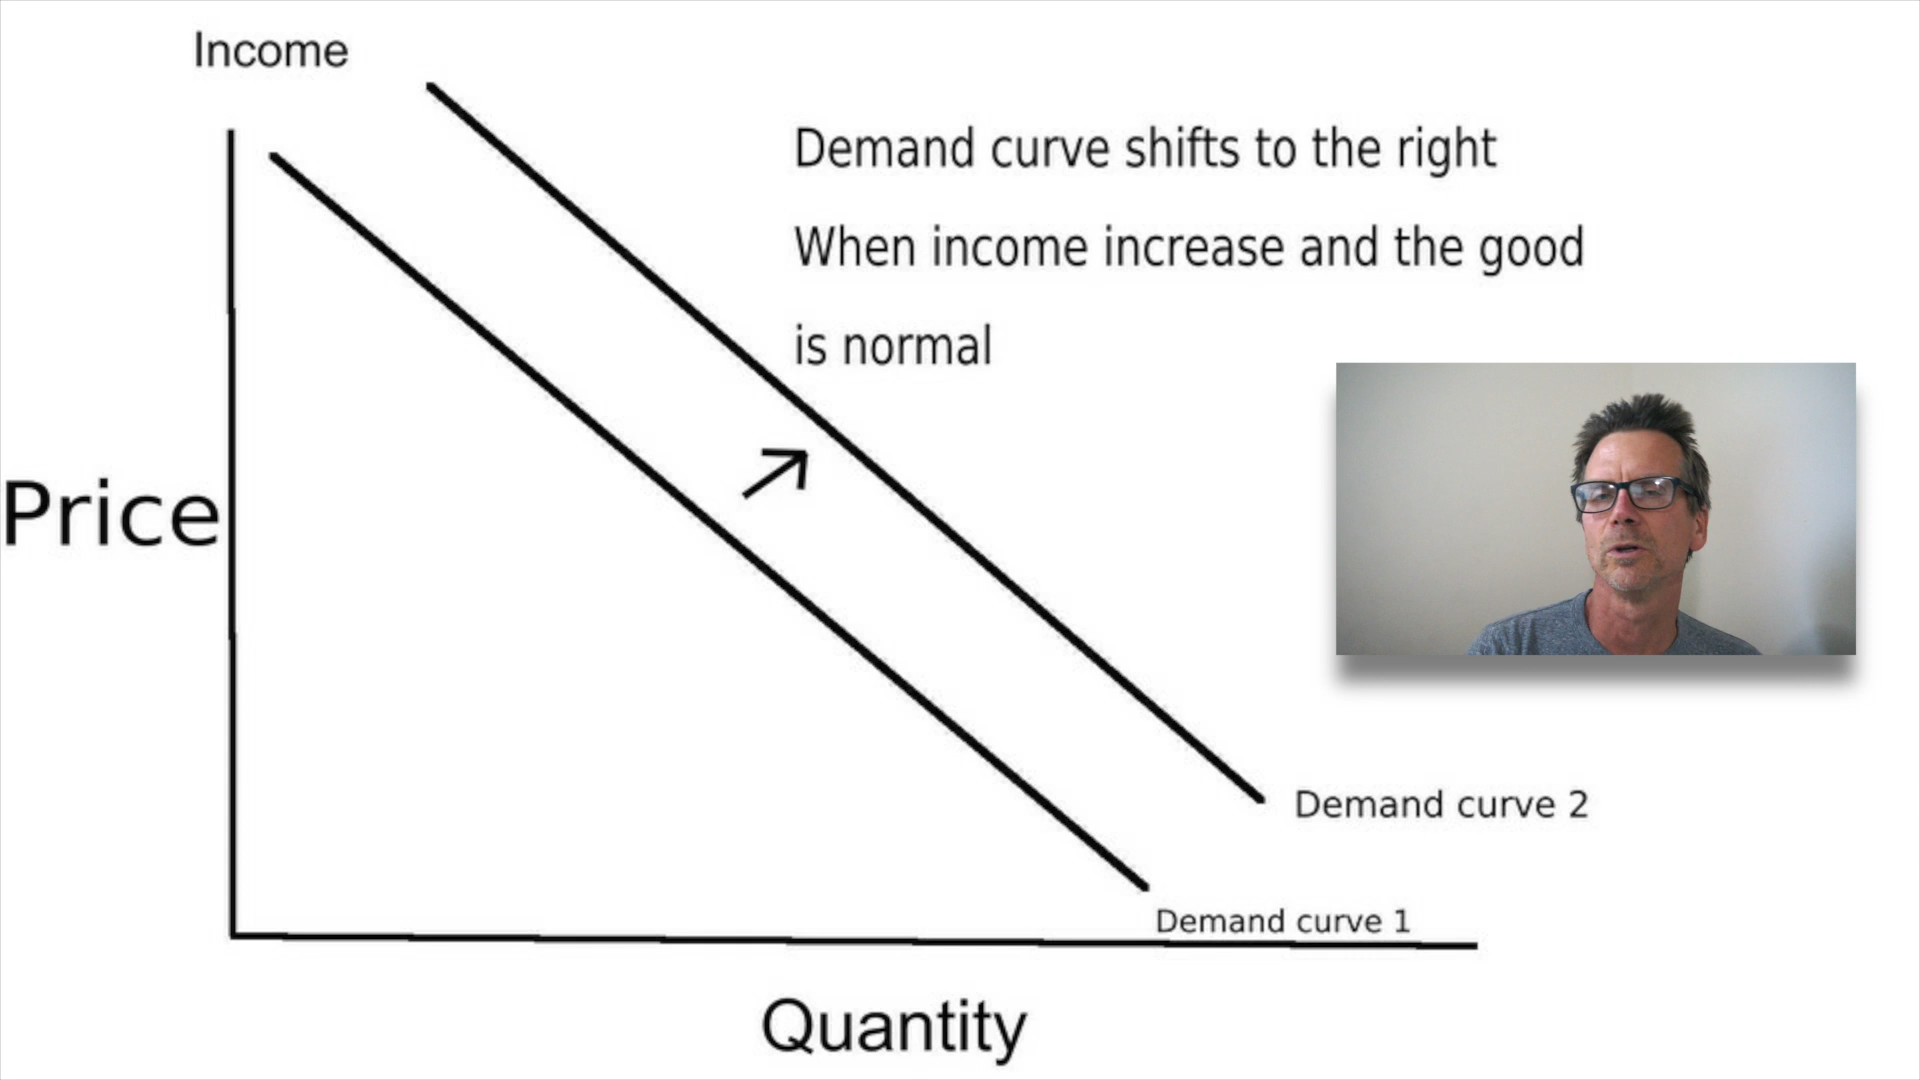 Income
Demand curve shifts to the right
When income increase and the good
is normal
Price
Demand curve 2
Demand curve 1
Quantity